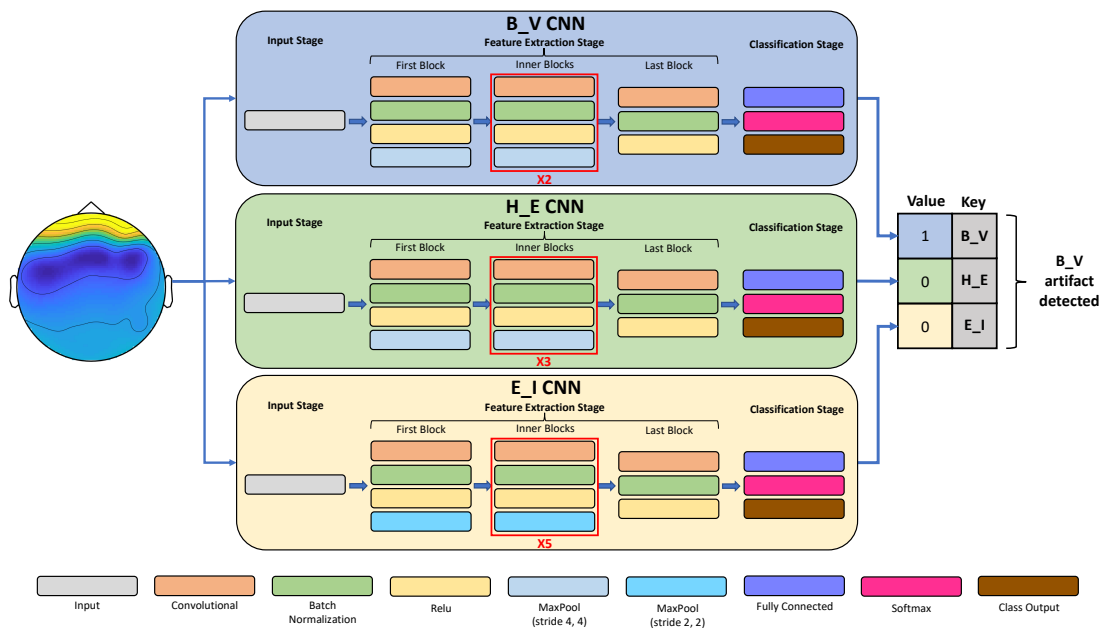 B_V CNN
Input Stage
Feature Extraction Stage
Classification Stage
First Block
Inner Blocks
Last Block
X2
H_E CNN
Input Stage
Feature Extraction Stage
Classification Stage
First Block
Inner Blocks
Last Block
X3
E_I CNN
Input Stage
Feature Extraction Stage
Classification Stage
First Block
Inner Blocks
Last Block
X5
Value Key
1 B_V
0 H_E
0 E_I
B_V
artifact
detected
Input
Convolutional
Batch
Normalization
Relu
MaxPool
(stride 4, 4)
MaxPool
(stride 2, 2)
Fully Connected
Softmax
Class Output